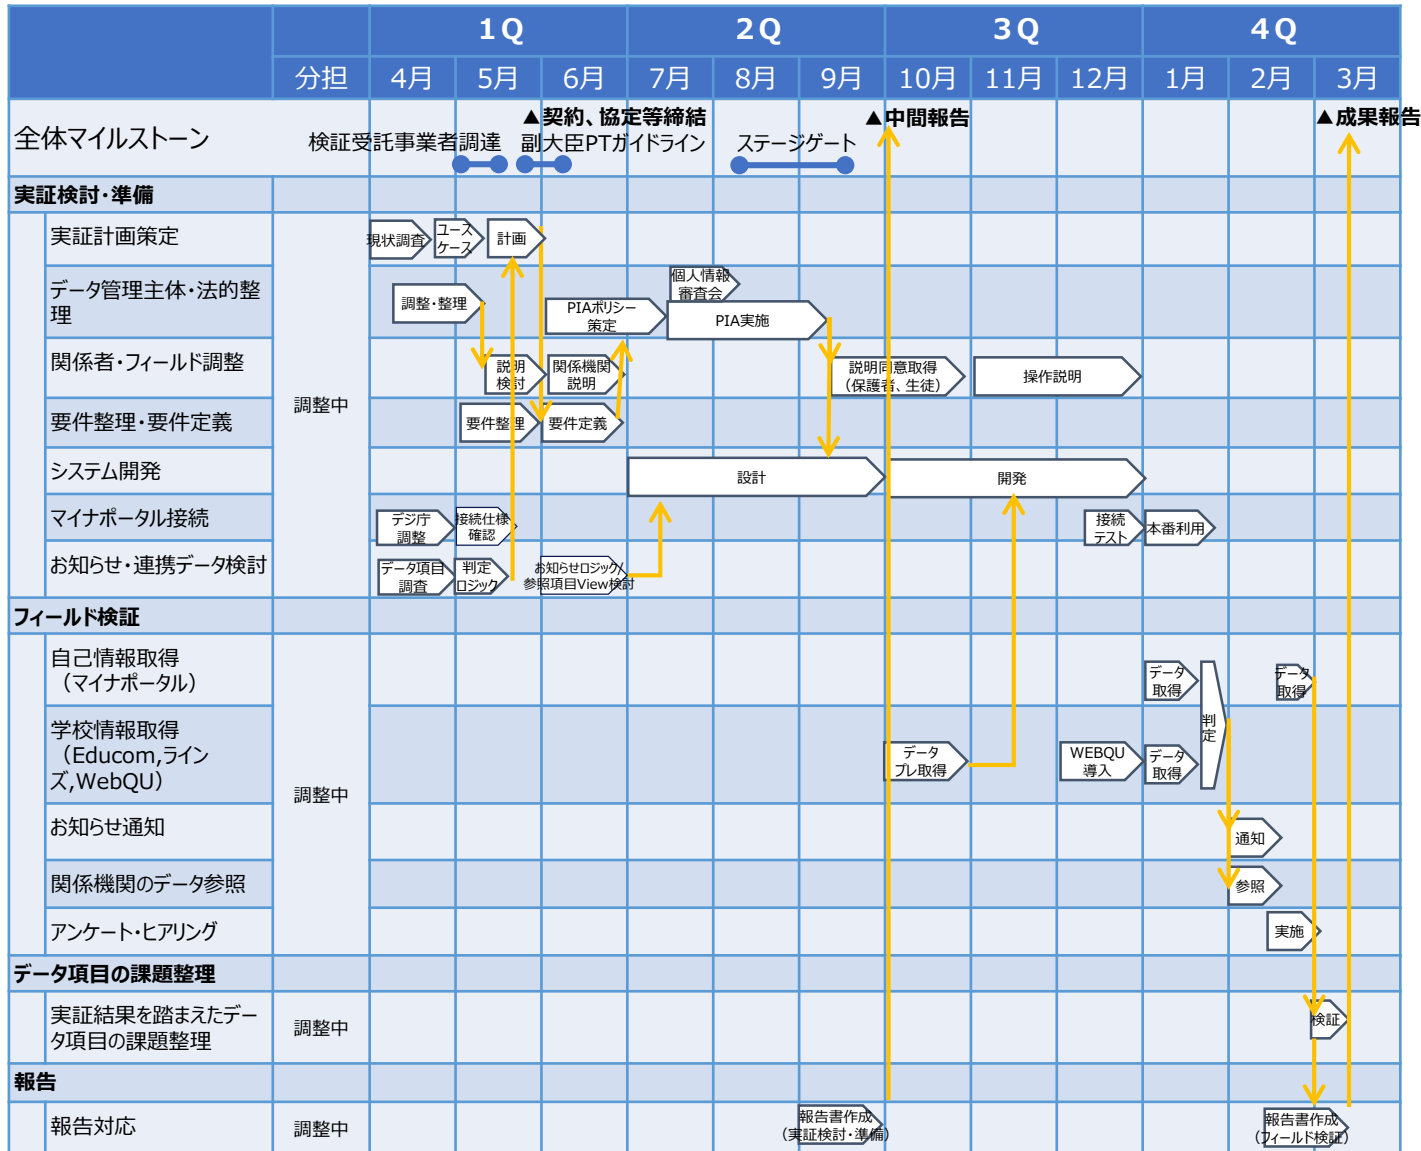 1Q
2Q
3Q
4Q
分担
4月
5月
6月
7月
8月
9月
10月
11月
12月
1月
2月
3月
全体マイルストーン
▲契約、協定等締結
▲中間報告
▲成果報告
検証受託事業者調達
副大臣PTガイドライン
ステージゲート
実証検討・準備
実証計画策定
現状調査
ユース
ケース
計画
データ管理主体・法的整
理
調整・整理
PIAポリシー
策定
個人情報
審査会
PIA実施
関係者・フィールド調整
説明
検討
関係機関
説明
説明同意取得
（保護者、生徒）
操作説明
調整中
要件整理・要件定義
要件整理
要件定義
システム開発
設計
開発
マイナポータル接続
デジ庁
調整
接続仕様
確認
接続
テスト
本番利用
お知らせ・連携データ検討
データ項目
調査
判定
ロジック
お知らせロジック/
参照項目View検討
フィールド検証
自己情報取得
（マイナポータル）
データ
取得
判
定
データ
取得
学校情報取得
（Educom,ライン
ズ,WebQU）
データ
プレ取得
WEBQU
導入
データ
取得
調整中
お知らせ通知
通知
関係機関のデータ参照
参照
アンケート・ヒアリング
実施
データ項目の課題整理
実証結果を踏まえたデー
タ項目の課題整理
調整中
検証
報告
報告対応
調整中
報告書作成
（実証検討・準備）
報告書作成
（フィールド検証）